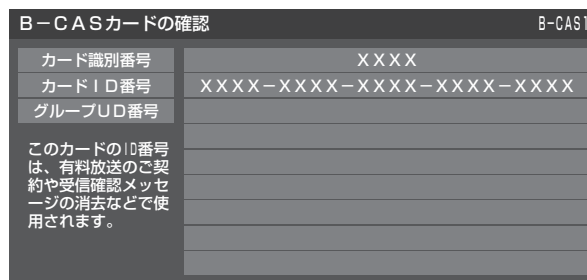 B－CASカードの確認 B-CAS1
カード識別番号 XXXX
カードID番号 XXXX－XXXX－XXXX－XXXX－XXXX
グループUD番号
このカードのID番号
は、有料放送のご契
約や受信確認メッセ
ージの消去などで使
用されます。